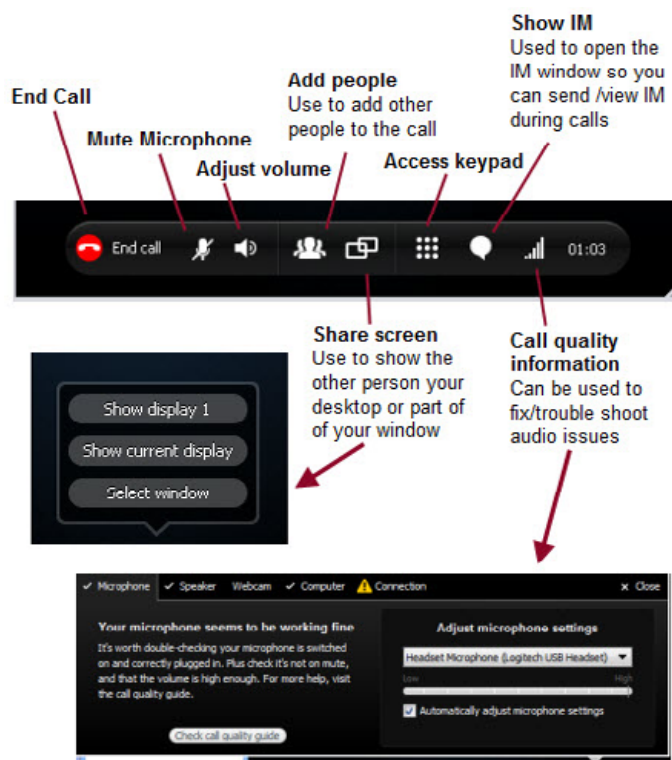 Show IM
Used to open the
IM window so you
can send /view IM
during calls
Add people
Use to add other
people to the call
End Call
Mute Microphone
Adjust volume
Access keypad
End call
01:03
Share screen
Use to show the
other person your
desktop or part of
of your window
Call quality
information
Can be used to
fix/trouble shoot
audio issues
Show display 1
Show current display
Select window
Microphone Speaker Webcam Computer Connection Close
Your microphone seems to be working fine
It's worth double-checking your microphone is switched
on and correctly plugged in. Plus check it's not on mute,
and that the volume is high enough. For more help, visit
the call quality guide.
Check call quality guide
Adjust microphone settings
Headset Microphone (Logitech USB Headset)
Low High
Automatically adjust microphone settings